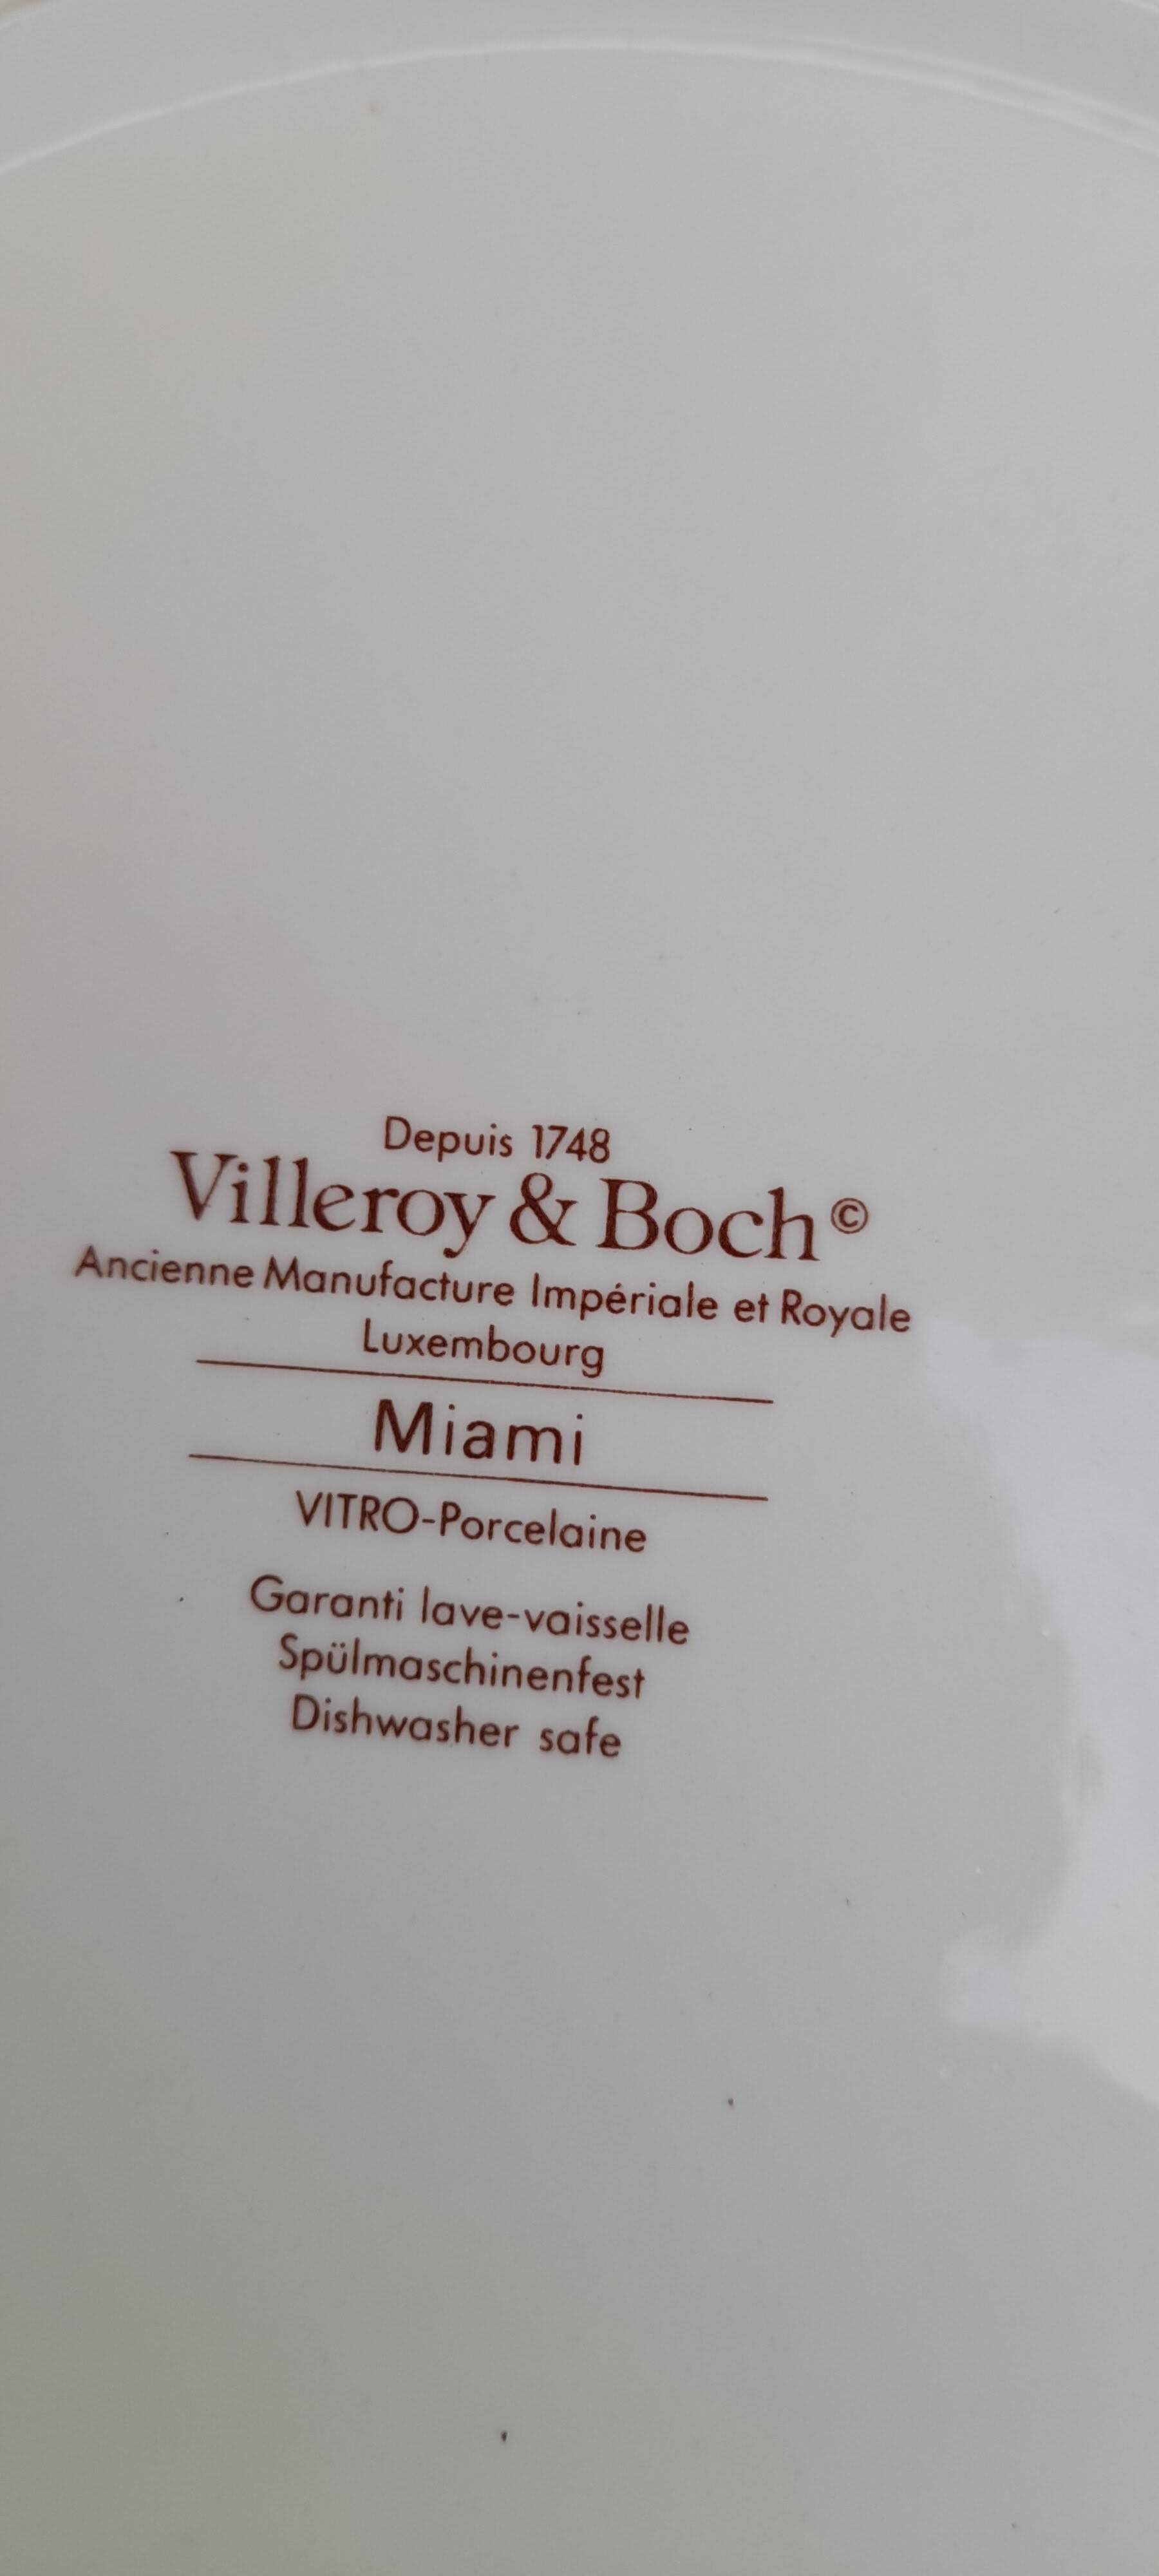 Depuis 1748
Villeroy & Boch©
Ancienne Manufacture Impériale et Royale
Luxembourg
Miami
VITRO-Porcelaine
Garanti lave-vaisselle
Spülmaschinenfest
Dishwasher safe